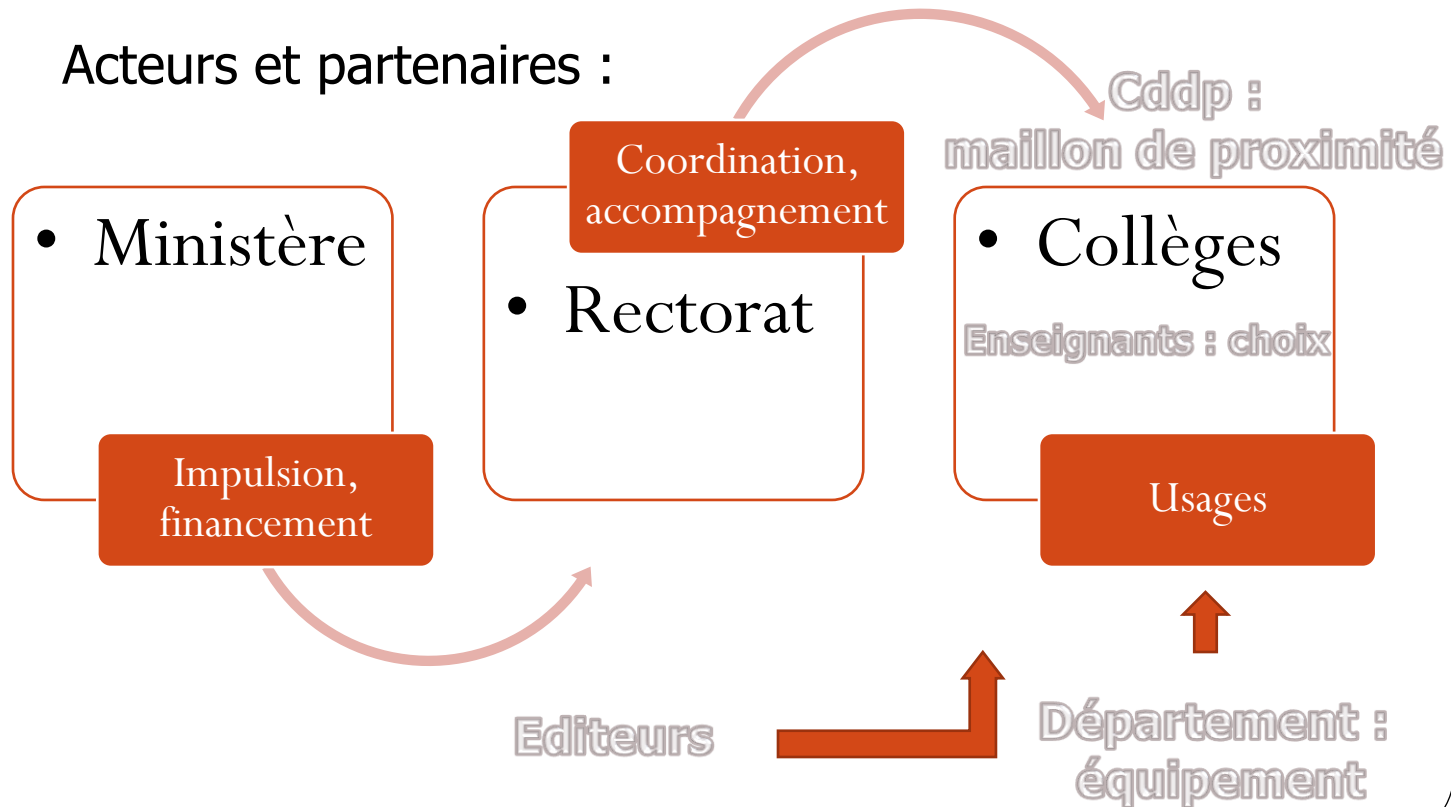 Acteurs et partenaires :
• Ministère
Impulsion,
financement
Coordination,
accompagnement
• Rectorat
Cddp :
maillon de proximité
• Collèges
Enseignants : choix
Usages
Editeurs
Département :
équipement